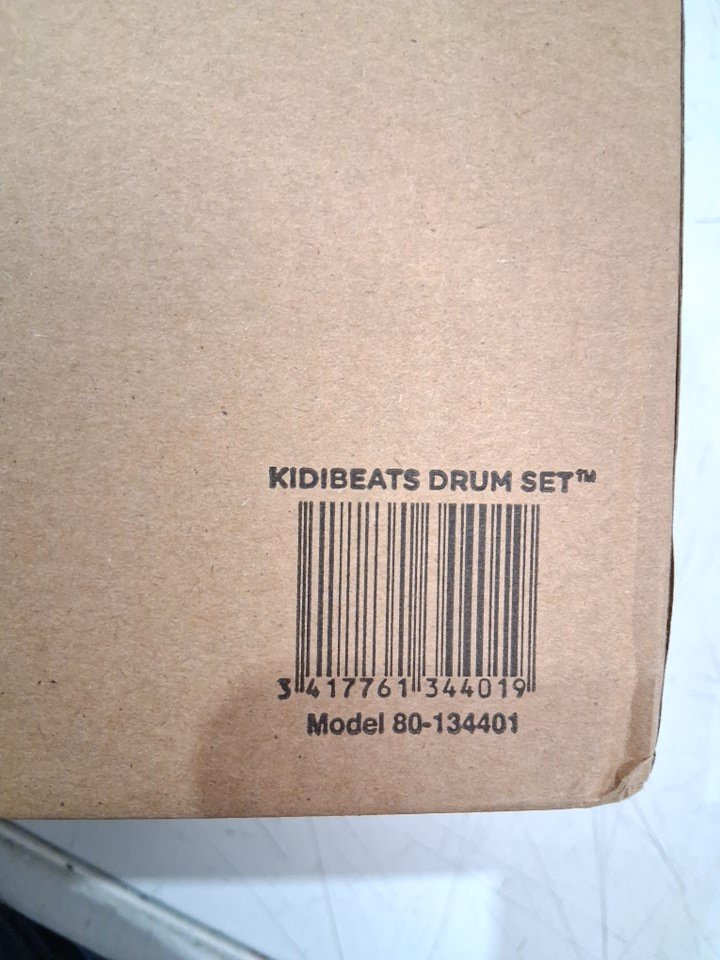 KIDIBEATS DRUM SET™
3 417761 344019
Model 80-134401